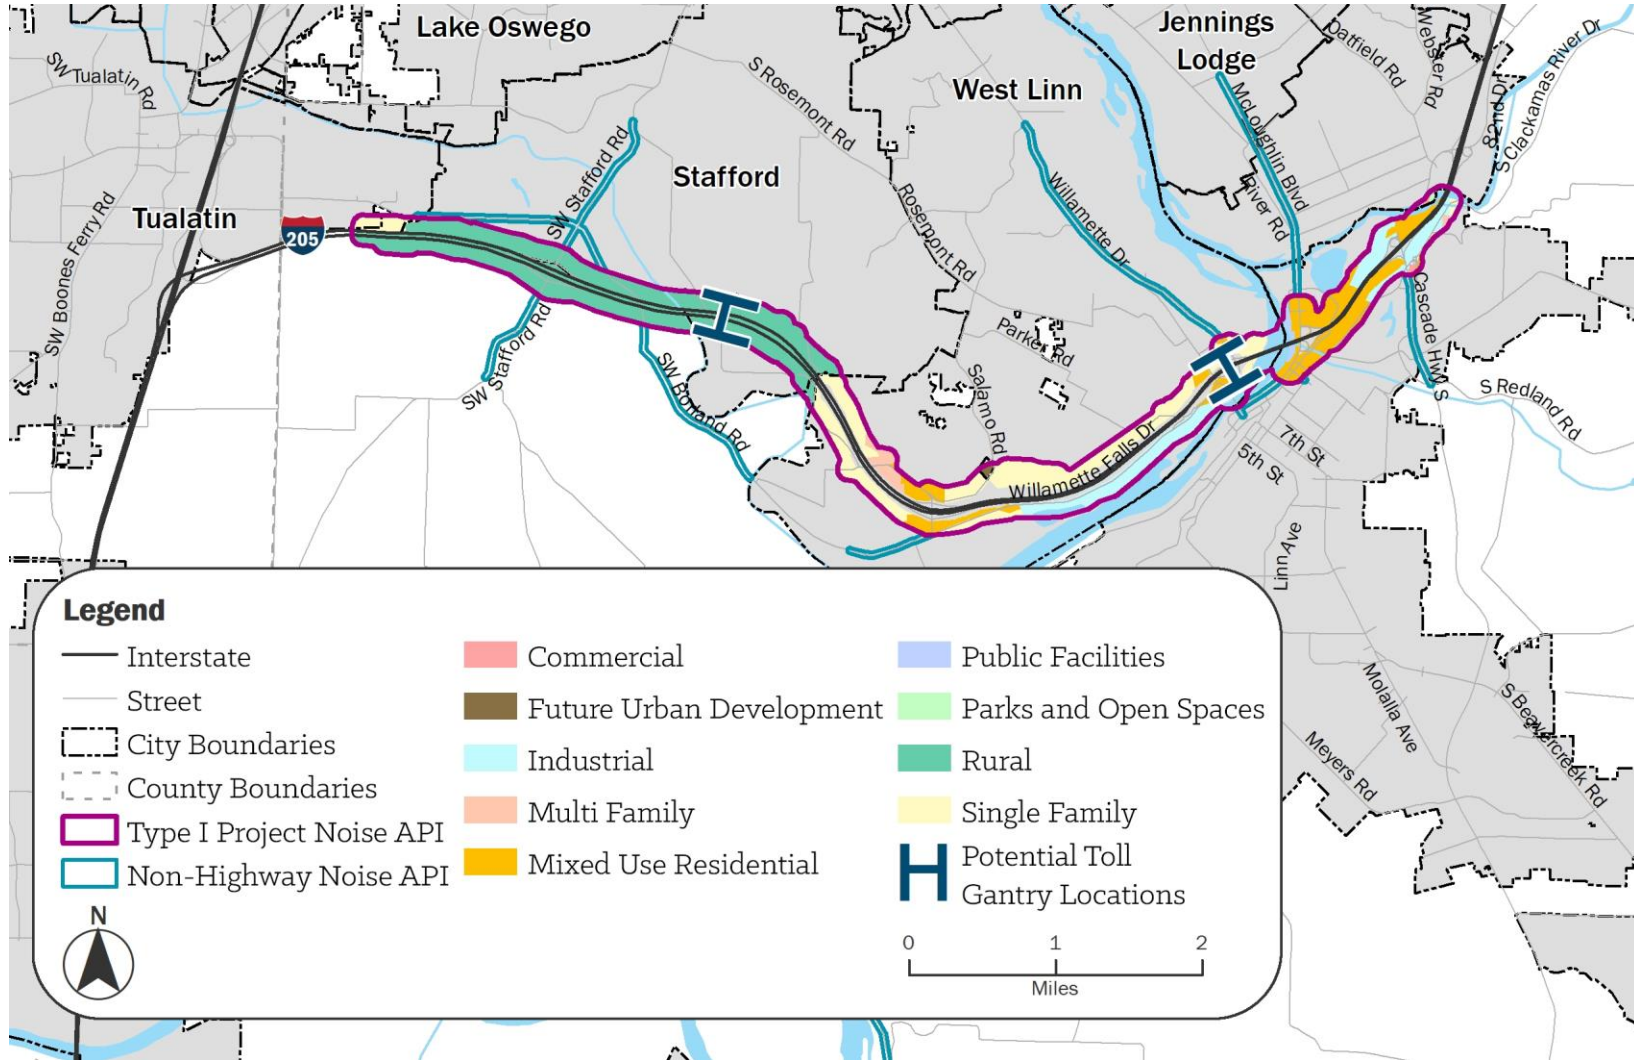 Lake Oswego
Jennings
Lodge
West Linn
Stafford
Tualatin
205
SW Tualatin Rd
SW Boones Ferry Rd
SW Stafford Rd
SW Stafford Rd
SW Borland Rd
S Rosemont Rd
Rosemont Rd
Parker Rd
Salamo Rd
Willamette Dr
Willamette Falls Dr
McLoughlin Blvd
River Rd
Oatfield Rd
Webster Rd
82nd Dr
S Clackamas River Dr
Cascade Hwy S
S Redland Rd
7th St
5th St
Linn Ave
Molalla Ave
Meyers Rd
S Beavercreek Rd
Legend
Interstate
Street
City Boundaries
County Boundaries
Type I Project Noise API
Non-Highway Noise API
Commercial
Future Urban Development
Industrial
Multi Family
Mixed Use Residential
Public Facilities
Parks and Open Spaces
Rural
Single Family
Potential Toll
Gantry Locations
N
0 1 2
Miles